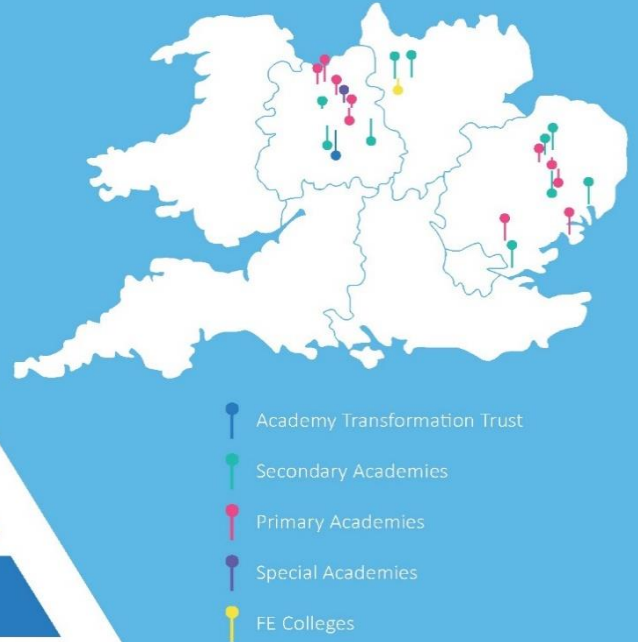 Academy Transformation Trust
Secondary Academies
Primary Academies
Special Academies
FE Colleges